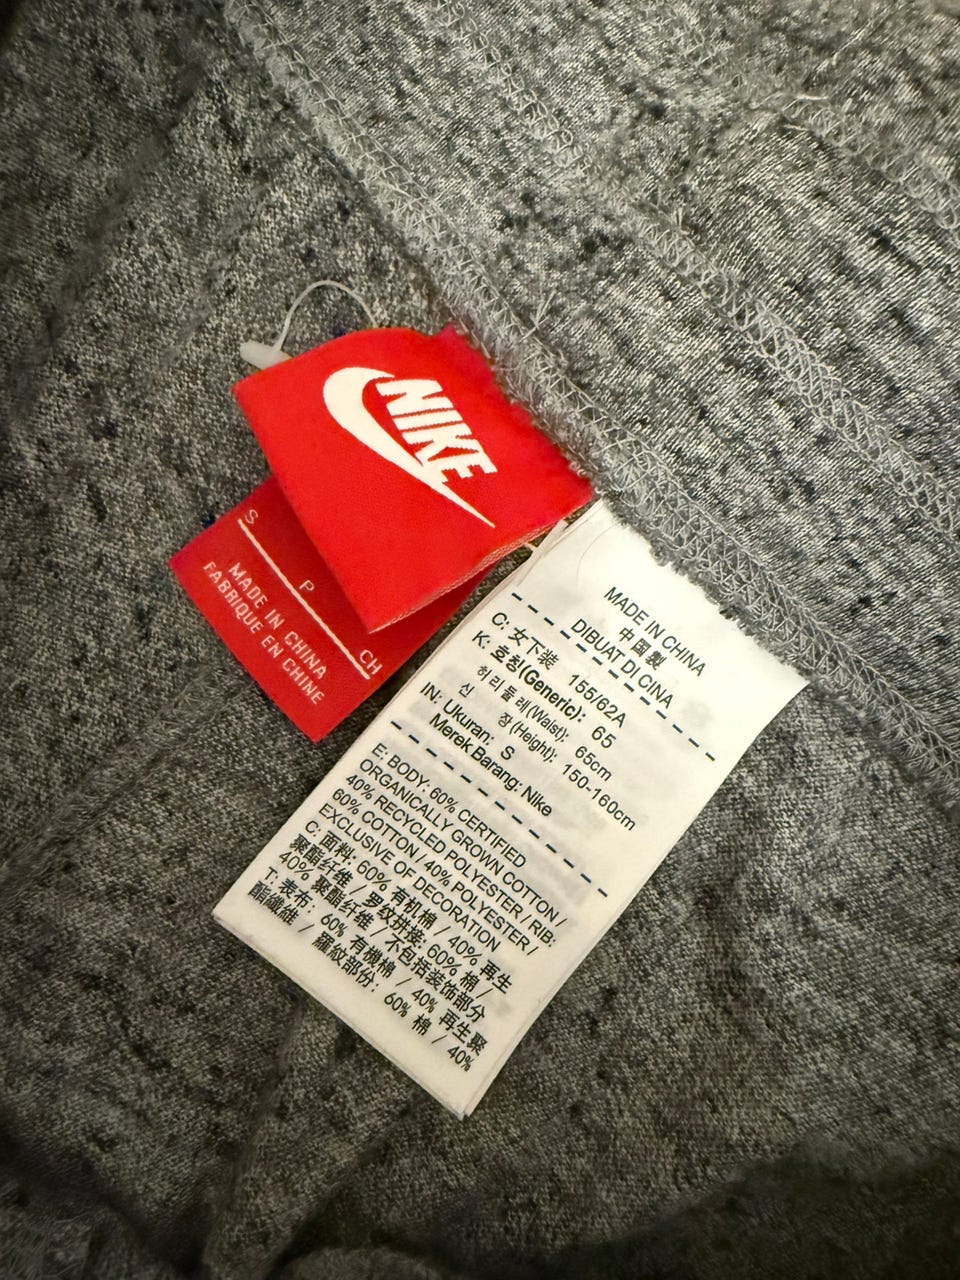 NIKE
S
P
CH
MADE IN CHINA
FABRIQUE EN CHINE
MADE IN CHINA
中国製
DIBUAT DI CINA
C: 女下装 155/62A
K: 호칭(Generic): 65
허리둘레(Waist): 65cm
신 장(Height): 150-160cm
IN: Ukuran: S
Merek Barang: Nike
E: BODY: 60% CERTIFIED
ORGANICALLY GROWN COTTON /
40% RECYCLED POLYESTER / RIB:
60% COTTON / 40% POLYESTER /
EXCLUSIVE OF DECORATION
C: 面料: 60% 有机棉 / 40% 再生
聚酯纤维 / 罗纹拼接: 60% 棉 /
40% 聚酯纤维 / 不包括装饰部分
T: 表布: 60% 有機棉 / 40% 再生聚
酯纖維 / 羅紋部份: 60% 棉 / 40%